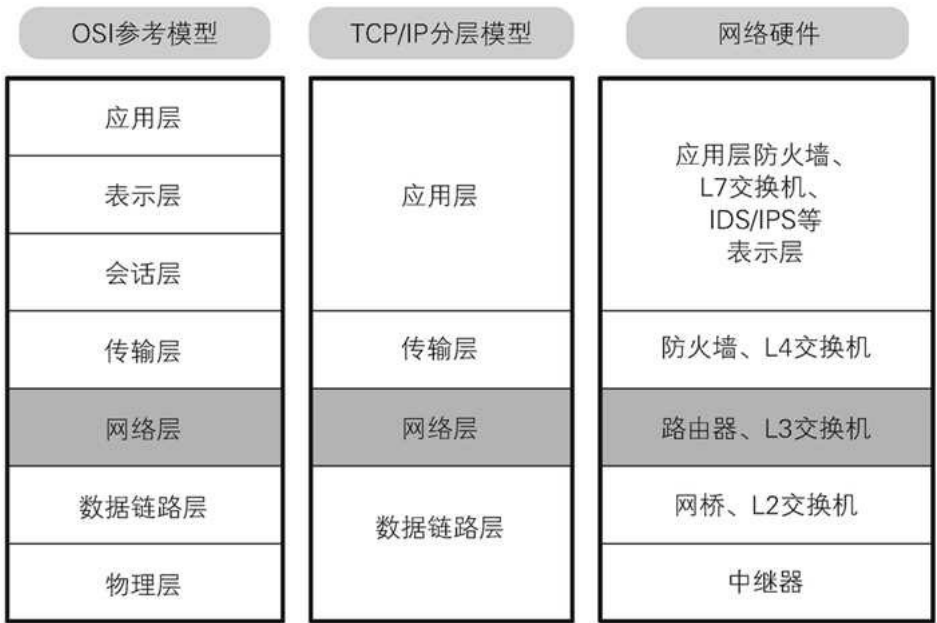 OSI参考模型
TCP/IP分层模型
网络硬件
应用层
表示层
会话层
传输层
网络层
数据链路层
物理层
应用层
传输层
网络层
数据链路层
应用层防火墙、
L7交换机、
IDS/IPS等
表示层
防火墙、L4交换机
路由器、L3交换机
网桥、L2交换机
中继器